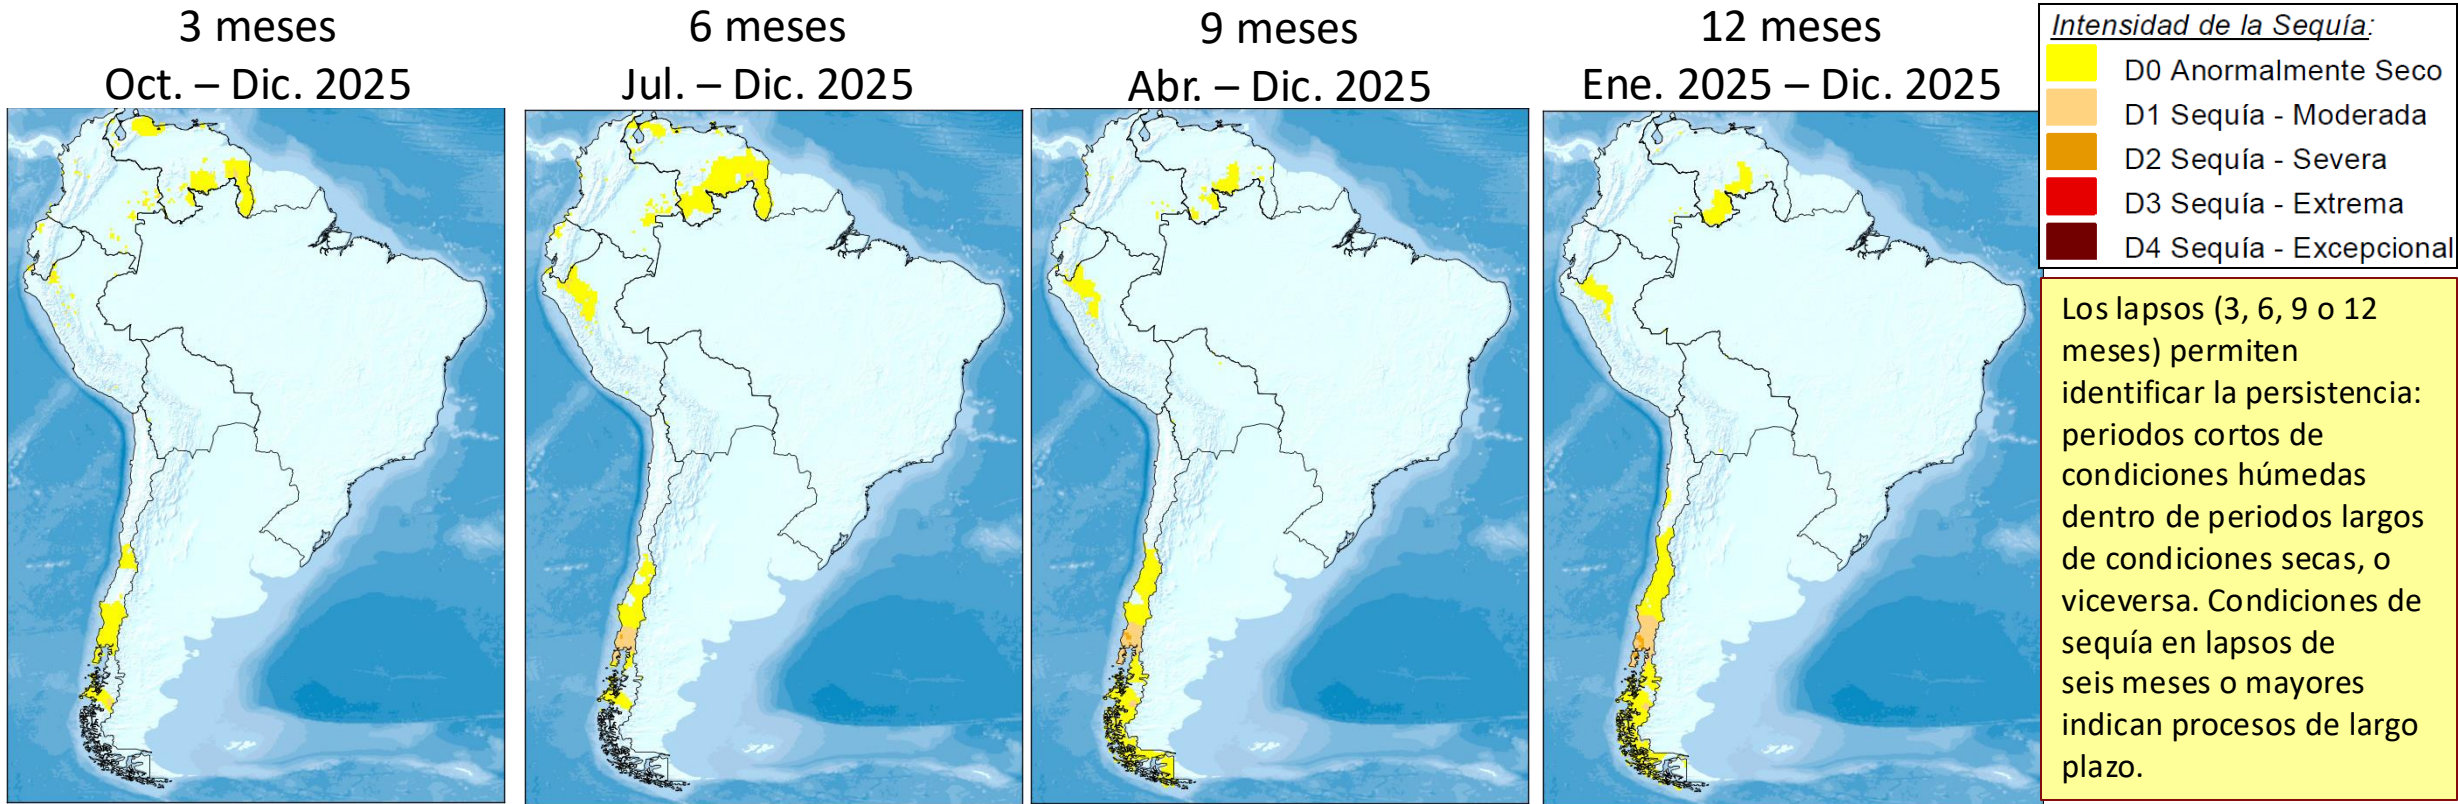 3 meses
Oct. – Dic. 2025
6 meses
Jul. – Dic. 2025
9 meses
Abr. – Dic. 2025
12 meses
Ene. 2025 – Dic. 2025
Intensidad de la Sequía:
D0 Anormalmente Seco
D1 Sequía - Moderada
D2 Sequía - Severa
D3 Sequía - Extrema
D4 Sequía - Excepcional
Los lapsos (3, 6, 9 o 12
meses) permiten
identificar la persistencia:
periodos cortos de
condiciones húmedas
dentro de periodos largos
de condiciones secas, o
viceversa. Condiciones de
sequía en lapsos de
seis meses o mayores
indican procesos de largo
plazo.